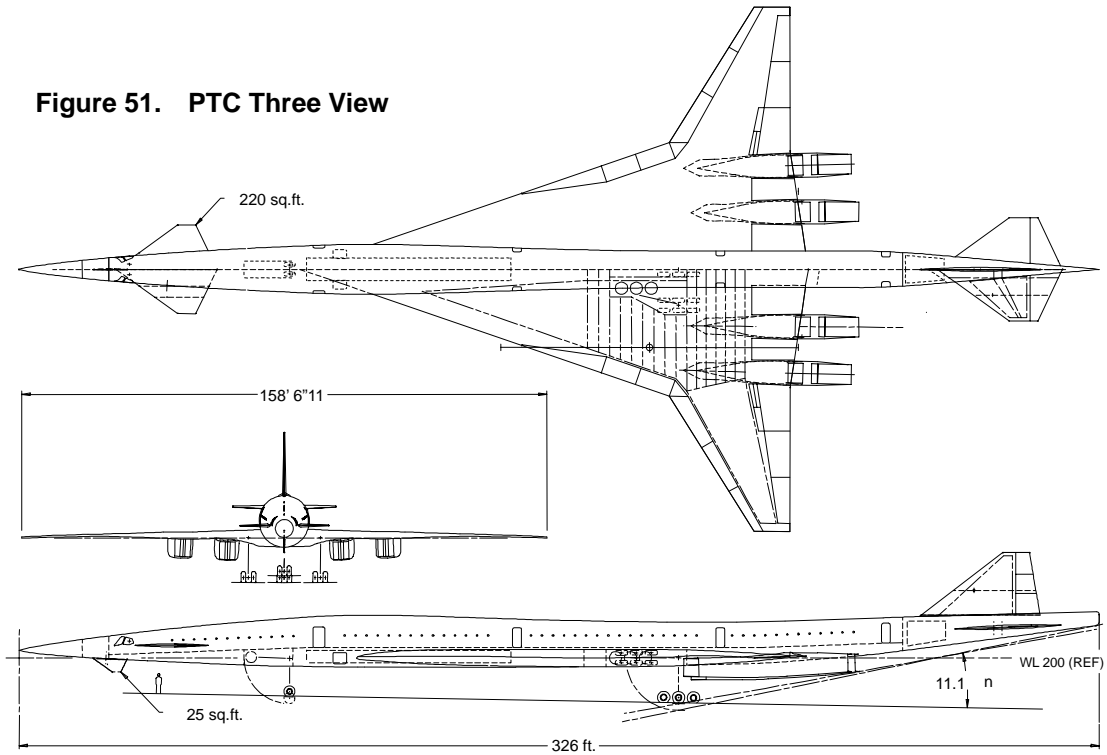 Figure 51. PTC Three View
220 sq.ft.
158' 6"11
WL 200 (REF)
11.1 n
25 sq.ft.
326 ft.